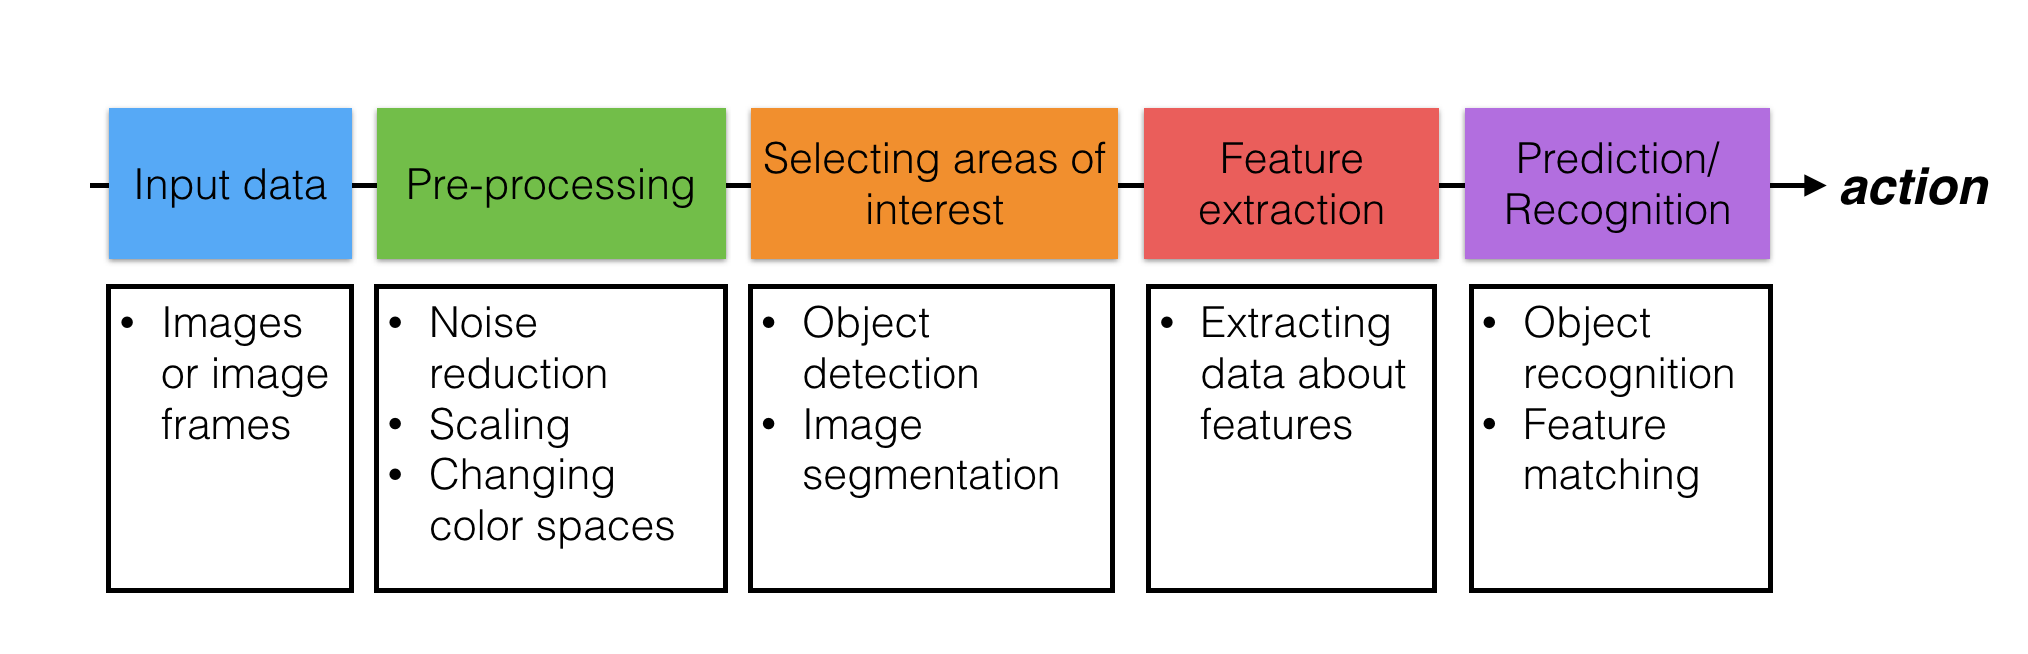 Input data
Pre-processing
Selecting areas of
interest
Feature
extraction
Prediction/
Recognition
action
• Images
or image
frames
• Noise
reduction
• Scaling
• Changing
color spaces
• Object
detection
• Image
segmentation
• Extracting
data about
features
• Object
recognition
• Feature
matching